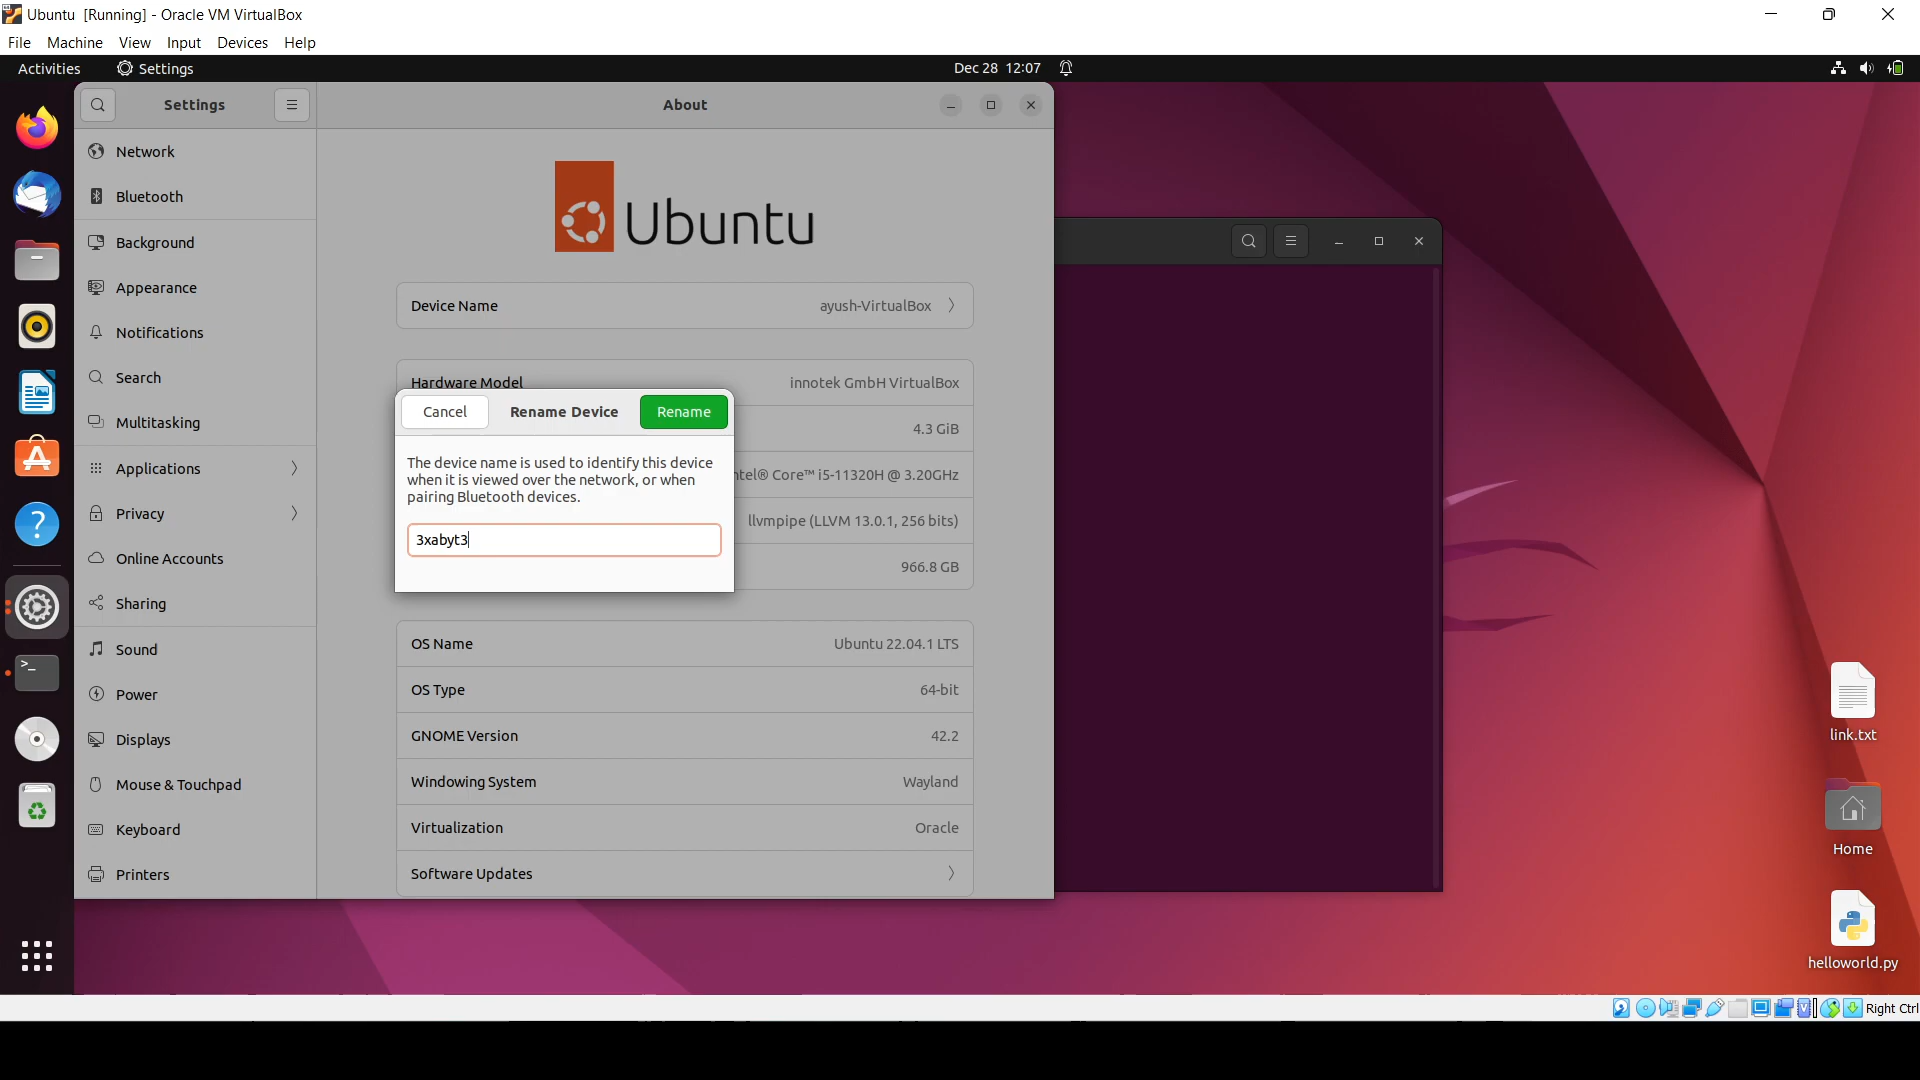 Ubuntu [Running] - Oracle VM VirtualBox
File Machine View Input Devices Help
Activities Settings Dec 28 12:07
Settings
Network
Bluetooth
Background
Appearance
Notifications
Search
Multitasking
Applications
Privacy
Online Accounts
Sharing
Sound
Power
Displays
Mouse & Touchpad
Keyboard
Printers
About
Ubuntu
Device Name ayush-VirtualBox
Hardware Model innotek GmbH VirtualBox
4.3 GiB
ntel® Core™ i5-11320H @ 3.20GHz
llvmpipe (LLVM 13.0.1, 256 bits)
966.8 GB
Cancel Rename Device Rename
The device name is used to identify this device
when it is viewed over the network, or when
pairing Bluetooth devices.
3xabyt3
OS Name Ubuntu 22.04.1 LTS
OS Type 64-bit
GNOME Version 42.2
Windowing System Wayland
Virtualization Oracle
Software Updates
link.txt
Home
helloworld.py
Right Ctrl